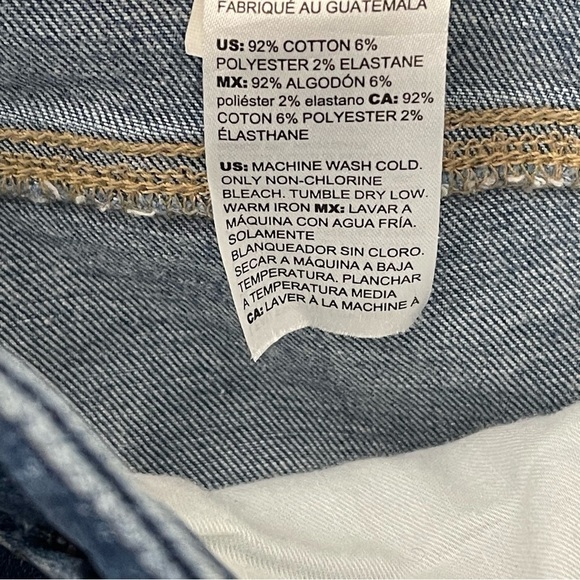 FABRIQUÉ AU GUATEMALA
US: 92% COTTON 6%
POLYESTER 2% ELASTANE
MX: 92% ALGODÓN 6%
poliéster 2% elastano CA: 92%
COTON 6% POLYESTER 2%
ÉLASTHANE
US: MACHINE WASH COLD.
ONLY NON-CHLORINE
BLEACH. TUMBLE DRY LOW.
WARM IRON MX: LAVAR A
MÁQUINA CON AGUA FRÍA.
SOLAMENTE
BLANQUEADOR SIN CLORO.
SECAR A MÁQUINA A BAJA
TEMPERATURA. PLANCHAR
A TEMPERATURA MEDIA
CA: LAVER À LA MACHINE À